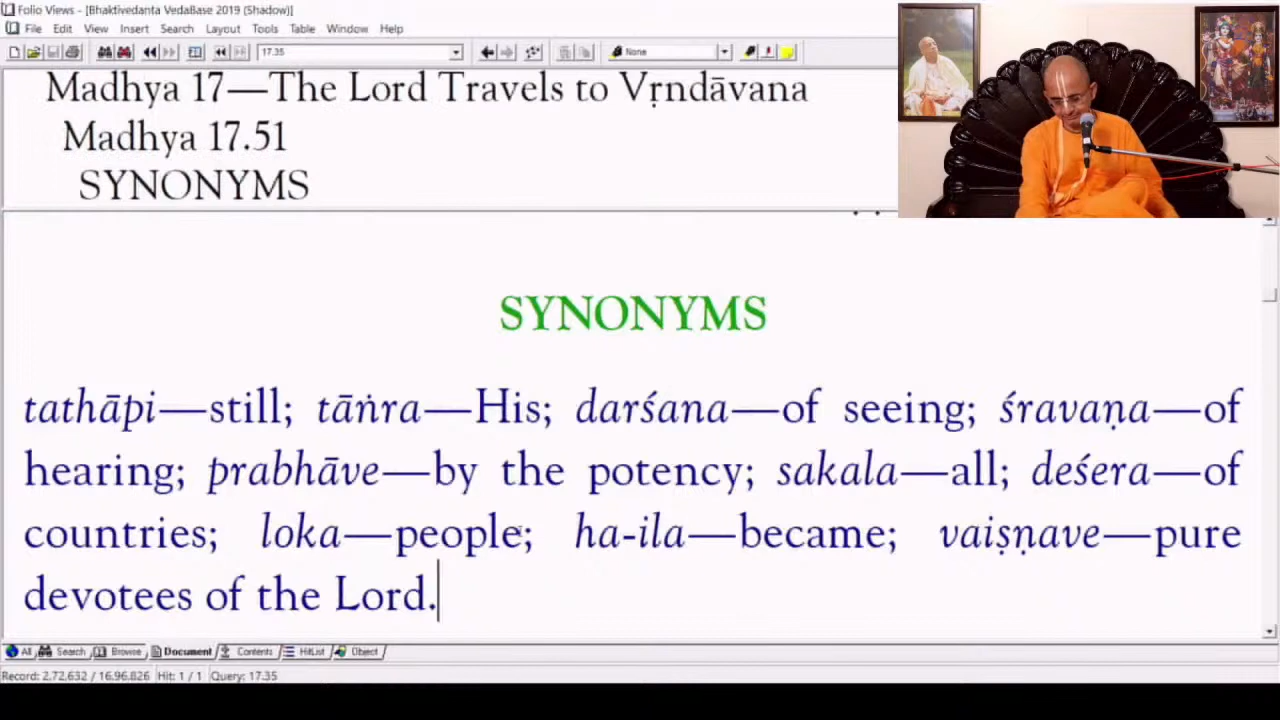 Folio Views - [Bhaktivedanta VedaBase 2019 (Shadow)]
File Edit View Insert Search Layout Tools Table Window Help
17.35 None
Madhya 17—The Lord Travels to Vṛndāvana
Madhya 17.51
SYNONYMS
SYNONYMS
tathāpi—still; tāṅra—His; darśana—of seeing; śravaṇa—of
hearing; prabhāve—by the potency; sakala—all; deśera—of
countries; loka—people; ha-ila—became; vaiṣṇave—pure
devotees of the Lord.
All Search Browse Document Contents HitList Object
Record: 2,72,632 / 16,96,826 Hit: 1 / 1 Query: 17.35